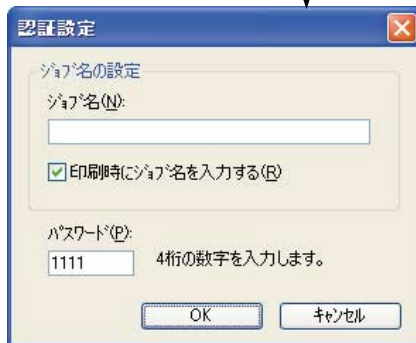 認証設定
ジョブ名の設定
ジョブ名(N):
印刷時にジョブ名を入力する(R)
パスワード(P):
1111 4桁の数字を入力します。
OK キャンセル